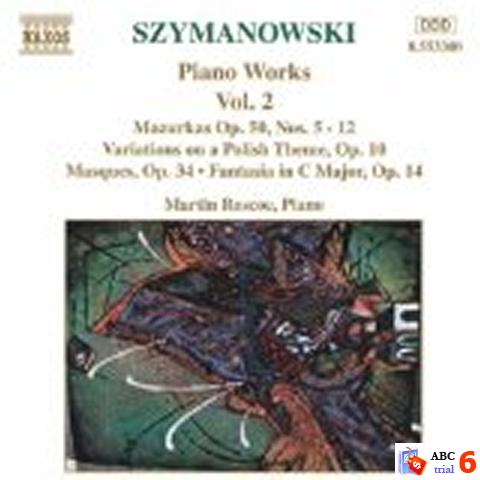 NAXOS
DDD
SZYMANOWSKI
8.553300
Piano Works
Vol. 2
Mazurkas Op. 50, Nos. 5 - 12
Variations on a Polish Theme, Op. 10
Masques, Op. 34 • Fantasia in C Major, Op. 14
Martin Roscoe, Piano
ABC
trial
6